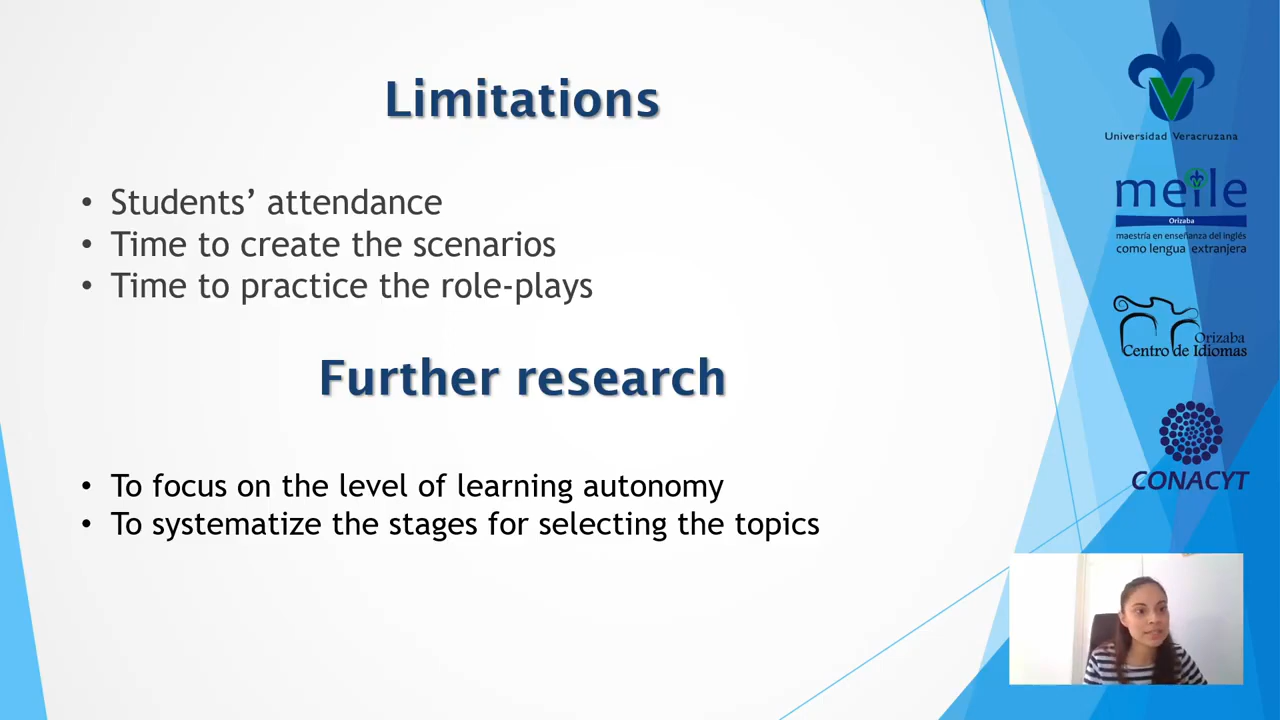 Limitations
• Students’ attendance
• Time to create the scenarios
• Time to practice the role-plays
Further research
• To focus on the level of learning autonomy
• To systematize the stages for selecting the topics
V
Universidad Veracruzana
meile
Orizaba
maestría en enseñanza del inglés
como lengua extranjera
Orizaba
Centro de Idiomas
CONACYT